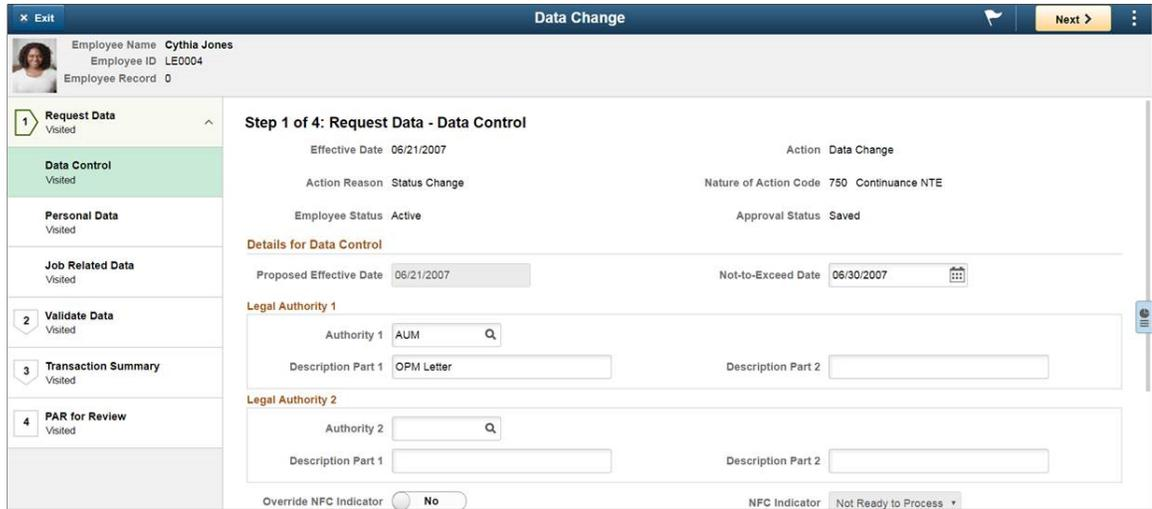 × Exit
Data Change
Next >
Employee Name Cythia Jones
Employee ID LE0004
Employee Record 0
1 Request Data
Visited
Data Control
Visited
Personal Data
Visited
Job Related Data
Visited
2 Validate Data
Visited
3 Transaction Summary
Visited
4 PAR for Review
Visited
Step 1 of 4: Request Data - Data Control
Effective Date 06/21/2007 Action Data Change
Action Reason Status Change Nature of Action Code 750 Continuance NTE
Employee Status Active Approval Status Saved
Details for Data Control
Proposed Effective Date 06/21/2007 Not-to-Exceed Date 06/30/2007
Legal Authority 1
Authority 1 AUM
Description Part 1 OPM Letter Description Part 2
Legal Authority 2
Authority 2
Description Part 1 Description Part 2
Override NFC Indicator No NFC Indicator Not Ready to Process